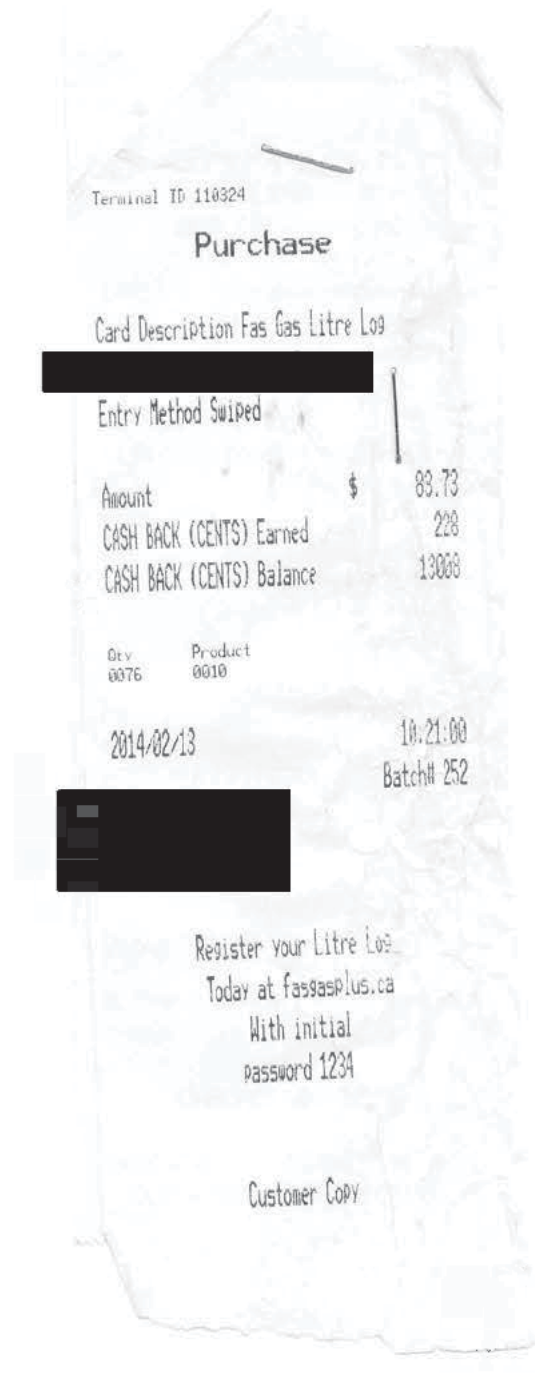 Terminal ID 110324
Purchase
Card Description Fas Gas Litre Log
Entry Method Swiped
Amount $ 83.73
CASH BACK (CENTS) Earned 228
CASH BACK (CENTS) Balance 13008
Qty Product
0076 0010
2014/02/13 10:21:00
Batch# 252
Register your Litre Log
Today at fasgasplus.ca
With initial
password 1234
Customer Copy